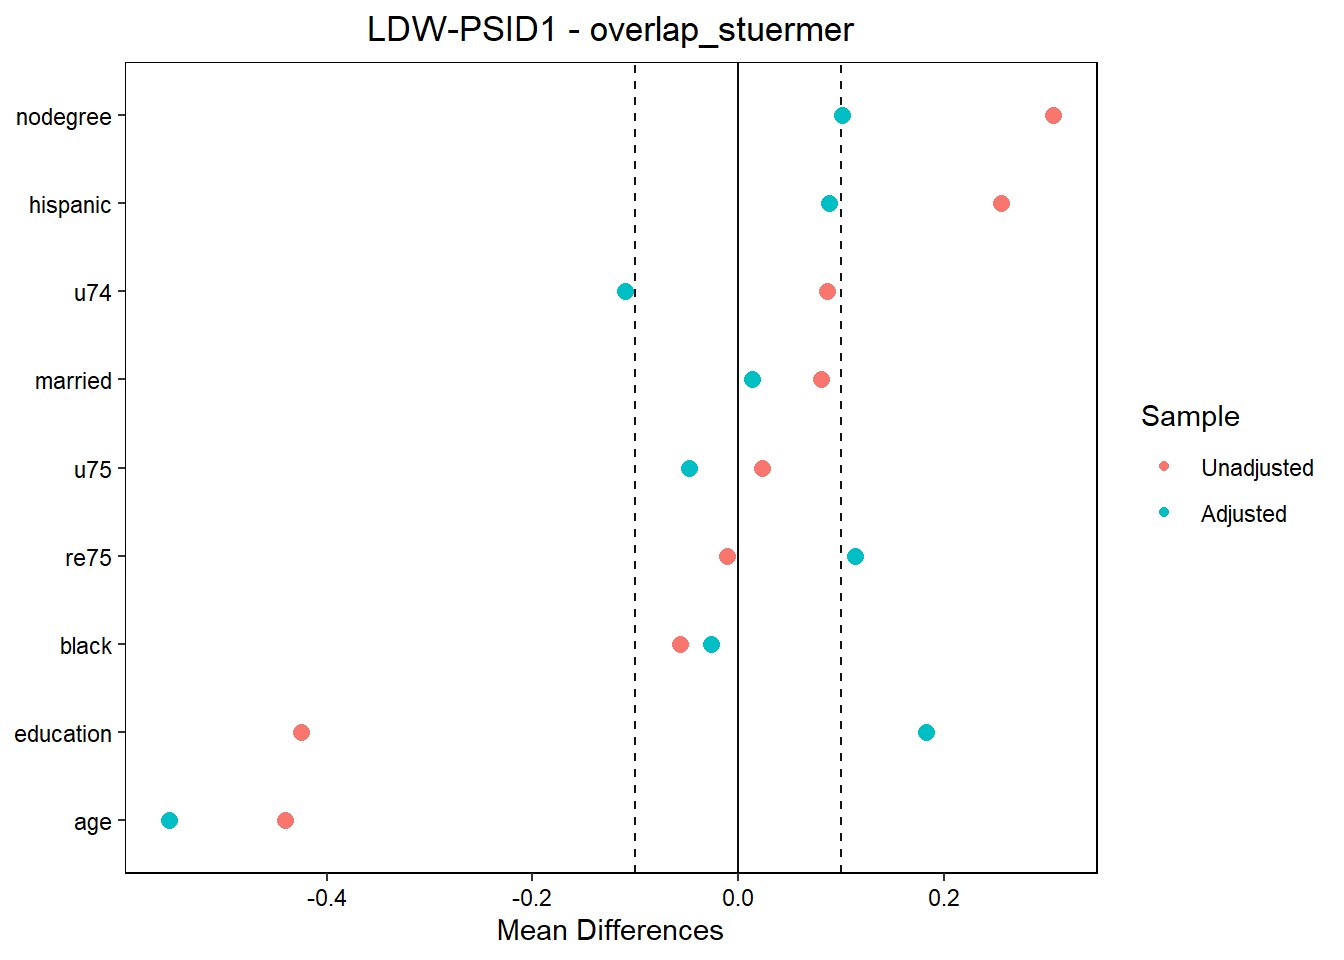 LDW-PSID1 - overlap_stuermer
nodegree
hispanic
u74
married
u75
re75
black
education
age
-0.4
-0.2
0.0
0.2
Mean Differences
Sample
Unadjusted
Adjusted